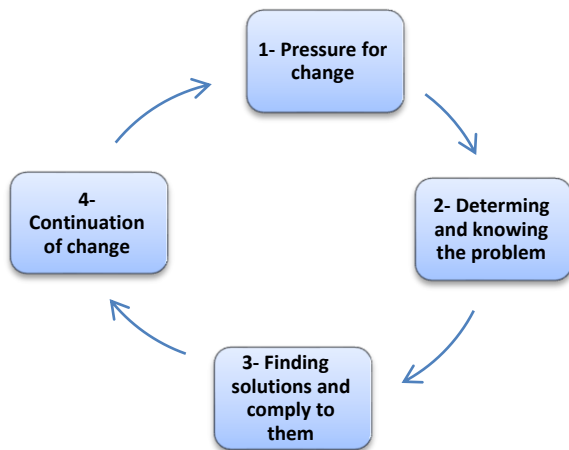 1- Pressure for
change
2- Determing
and knowing
the problem
3- Finding
solutions and
comply to
them
4-
Continuation
of change